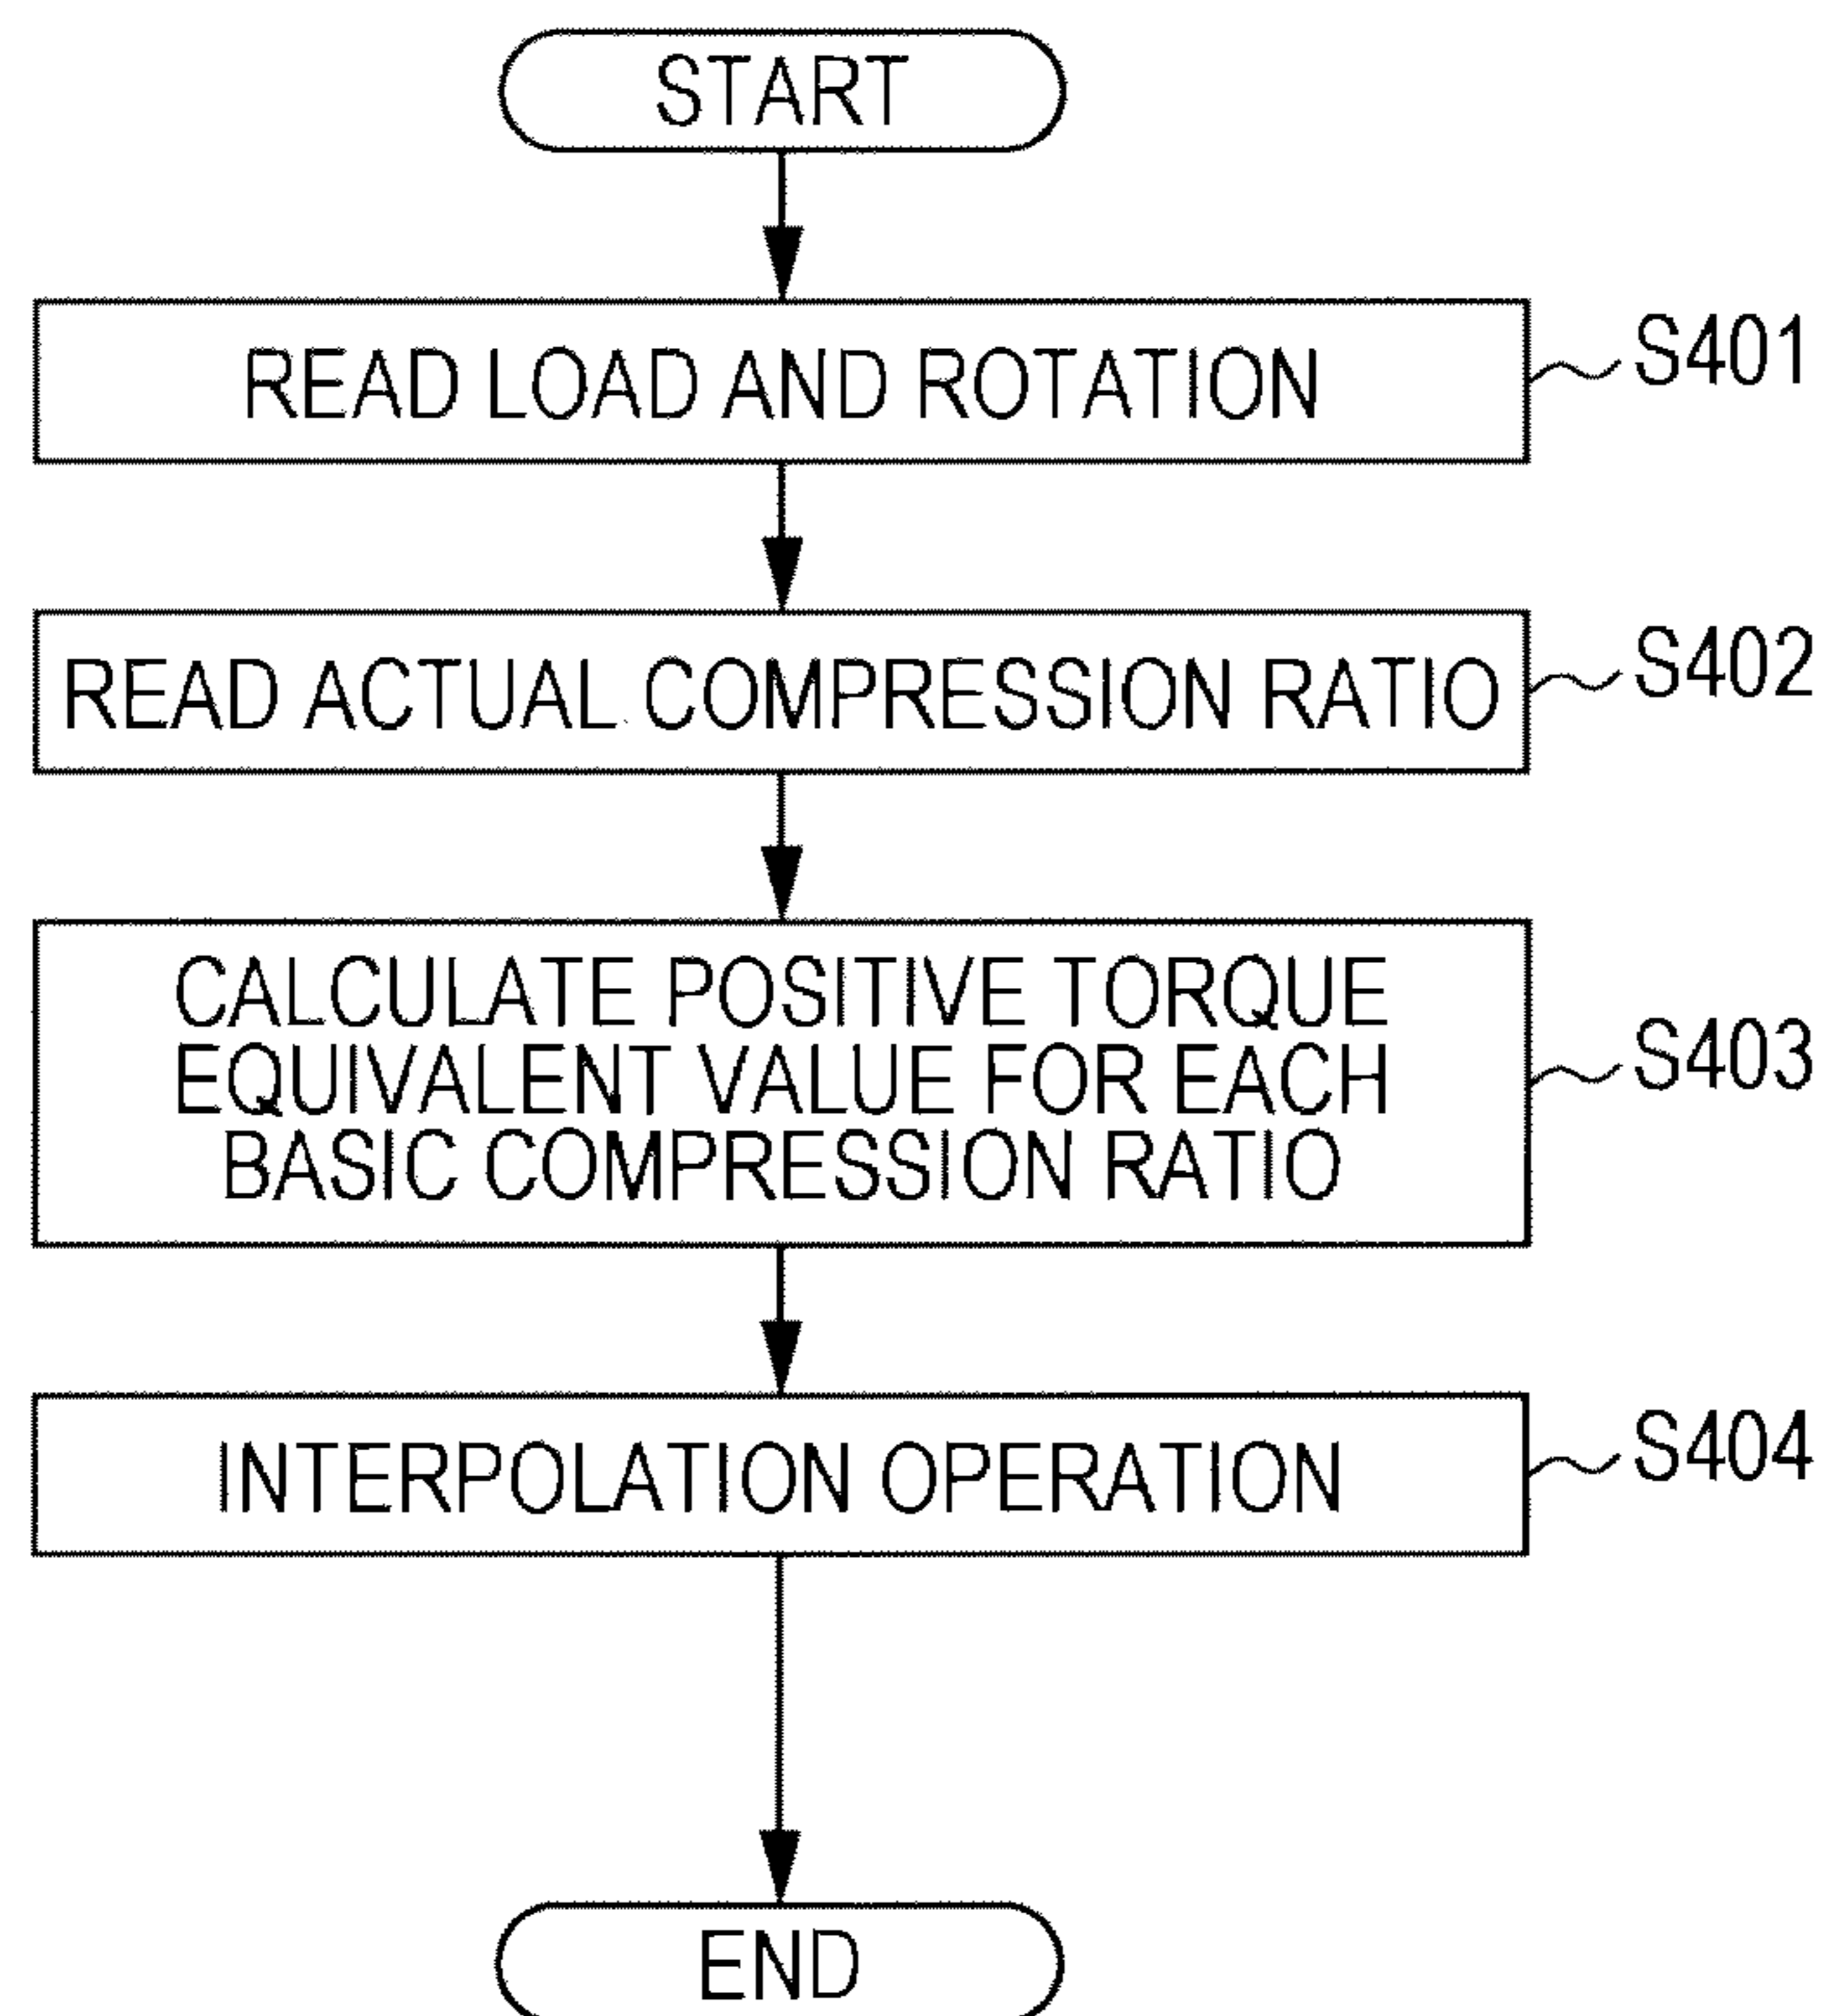 START
READ LOAD AND ROTATION
S401
READ ACTUAL COMPRESSION RATIO
S402
CALCULATE POSITIVE TORQUE
EQUIVALENT VALUE FOR EACH
BASIC COMPRESSION RATIO
S403
INTERPOLATION OPERATION
S404
END